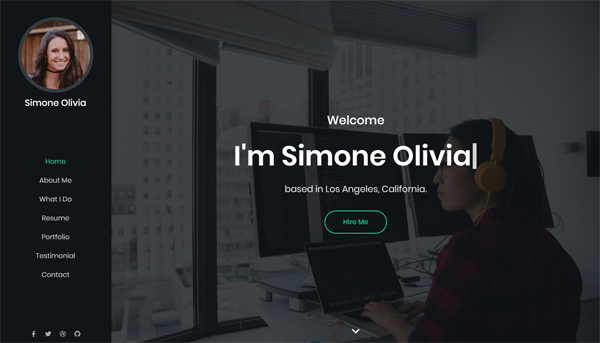 Simone Olivia
Home
About Me
What I Do
Resume
Portfolio
Testimonial
Contact
Welcome
I'm Simone Olivia|
based in Los Angeles, California.
Hire Me